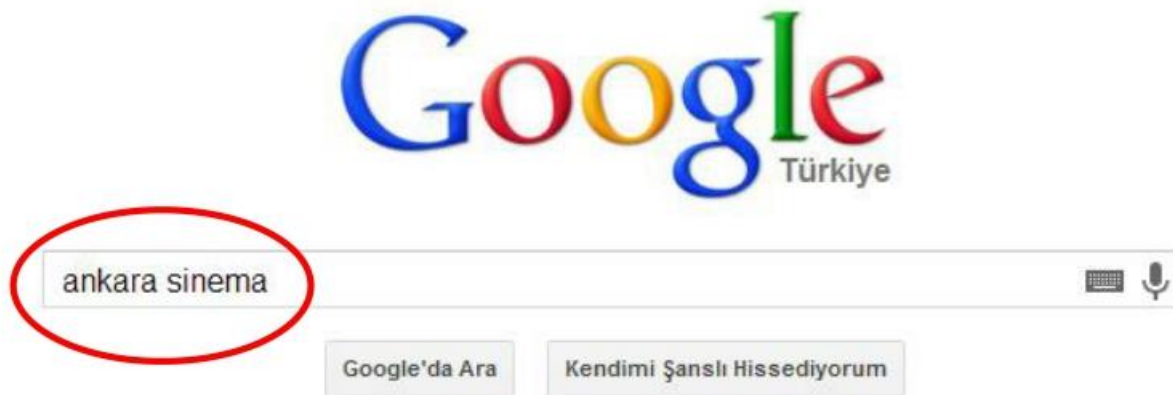 Google
Türkiye
ankara sinema
Google'da Ara
Kendimi Şanslı Hissediyorum